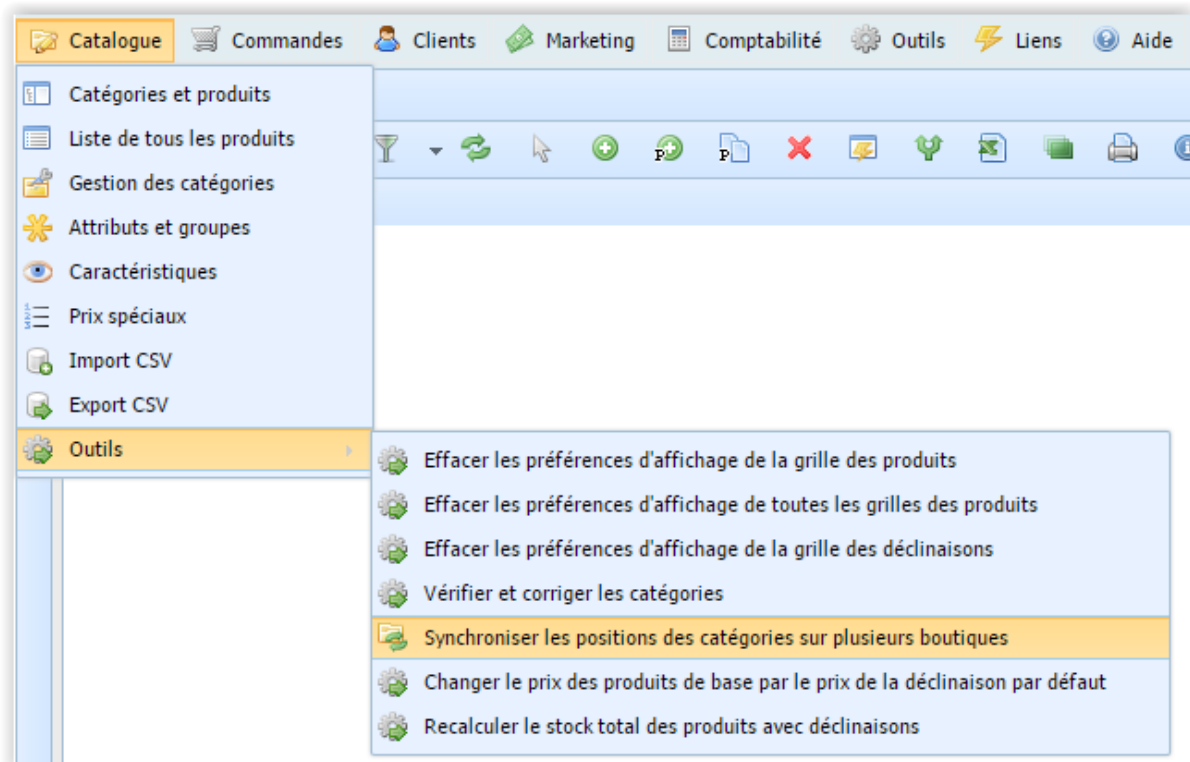 Catalogue Commandes Clients Marketing Comptabilité Outils Liens Aide
Catégories et produits
Liste de tous les produits
Gestion des catégories
Attributs et groupes
Caractéristiques
Prix spéciaux
Import CSV
Export CSV
Outils
Effacer les préférences d'affichage de la grille des produits
Effacer les préférences d'affichage de toutes les grilles des produits
Effacer les préférences d'affichage de la grille des déclinaisons
Vérifier et corriger les catégories
Synchroniser les positions des catégories sur plusieurs boutiques
Changer le prix des produits de base par le prix de la déclinaison par défaut
Recalculer le stock total des produits avec déclinaisons